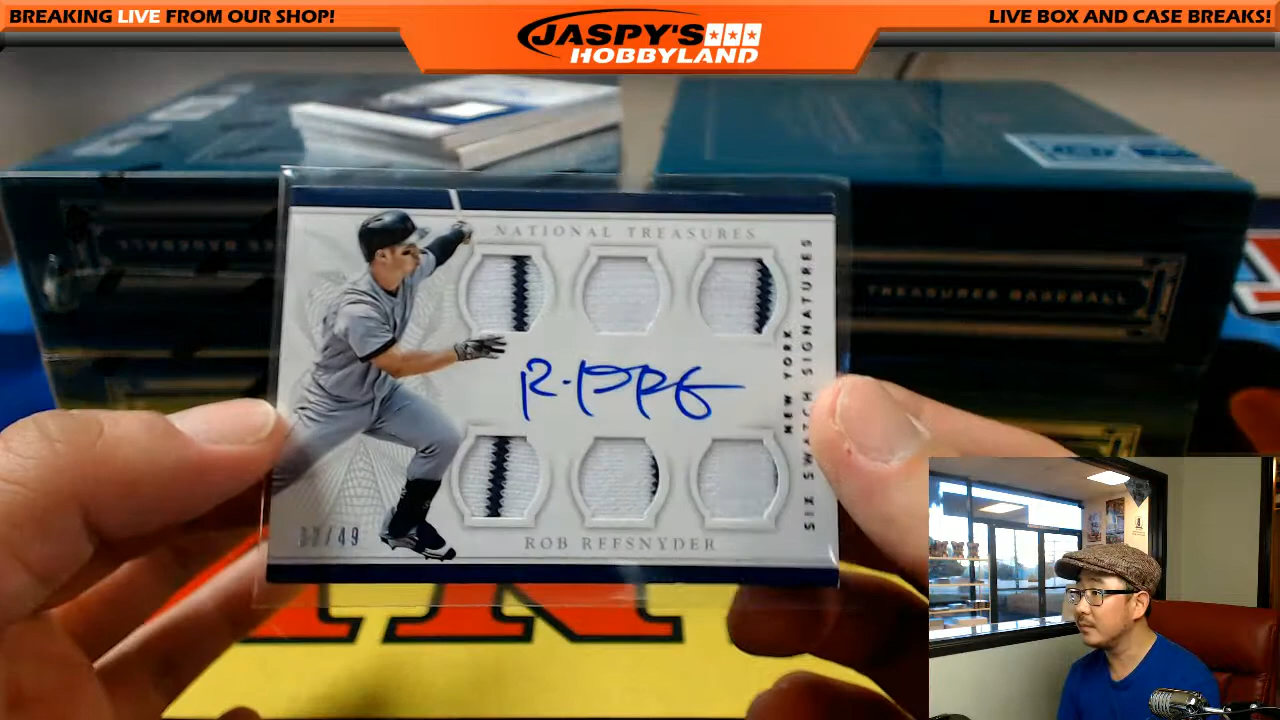 BREAKING LIVE FROM OUR SHOP!
JASPY'S
HOBBYLAND
LIVE BOX AND CASE BREAKS!
NATIONAL TREASURES
NEW YORK
SIX SWATCH SIGNATURES
ROB REFSNYDER
TREASURES BASEBALL